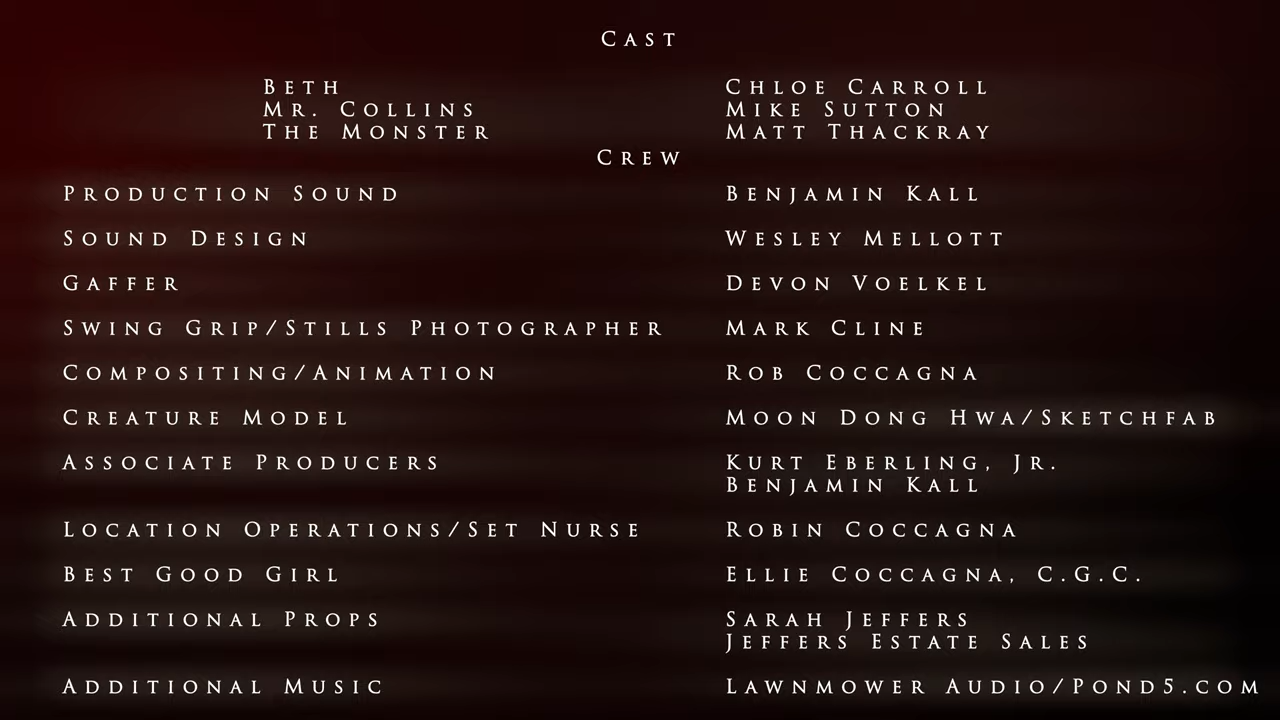 Cast
Beth Chloe Carroll
Mr. Collins Mike Sutton
The Monster Matt Thackray
Crew
Production Sound Benjamin Kall
Sound Design Wesley Mellott
Gaffer Devon Voelkel
Swing Grip/Stills Photographer Mark Cline
Compositing/Animation Rob Coccagna
Creature Model Moon Dong Hwa/Sketchfab
Associate Producers Kurt Eberling, Jr.
Benjamin Kall
Location Operations/Set Nurse Robin Coccagna
Best Good Girl Ellie Coccagna, C.G.C.
Additional Props Sarah Jeffers
Jeffers Estate Sales
Additional Music Lawnmower Audio/Pond5.com